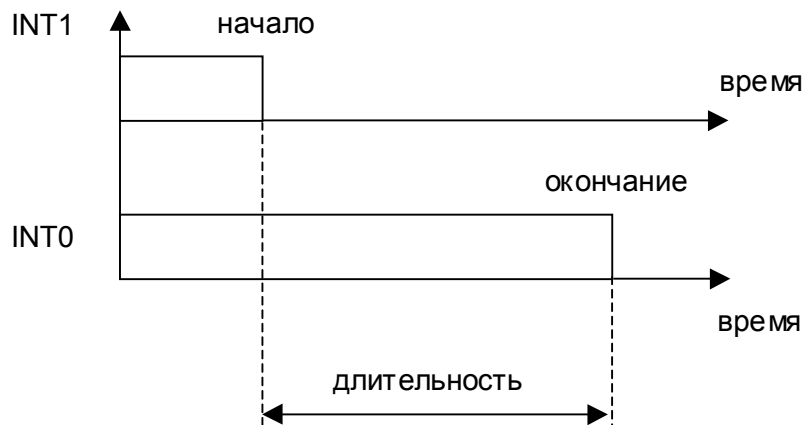 INT1
начало
время
окончание
INT0
время
длительность